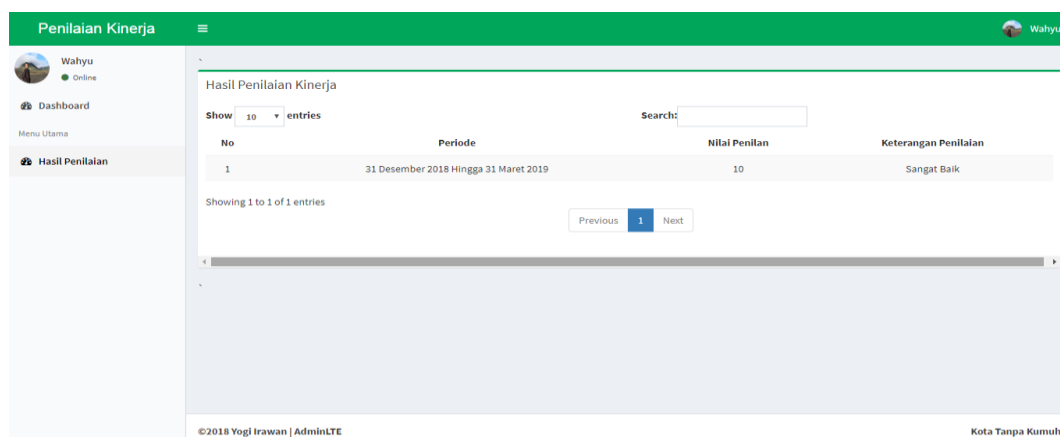 Penilaian Kinerja
Wahyu
Wahyu
Online
Dashboard
Menu Utama
Hasil Penilaian
`
Hasil Penilaian Kinerja
Show 10 entries Search:
No Periode Nilai Penilan Keterangan Penilaian
1 31 Desember 2018 Hingga 31 Maret 2019 10 Sangat Baik
Showing 1 to 1 of 1 entries
Previous 1 Next
`
©2018 Yogi Irawan | AdminLTE Kota Tanpa Kumuh